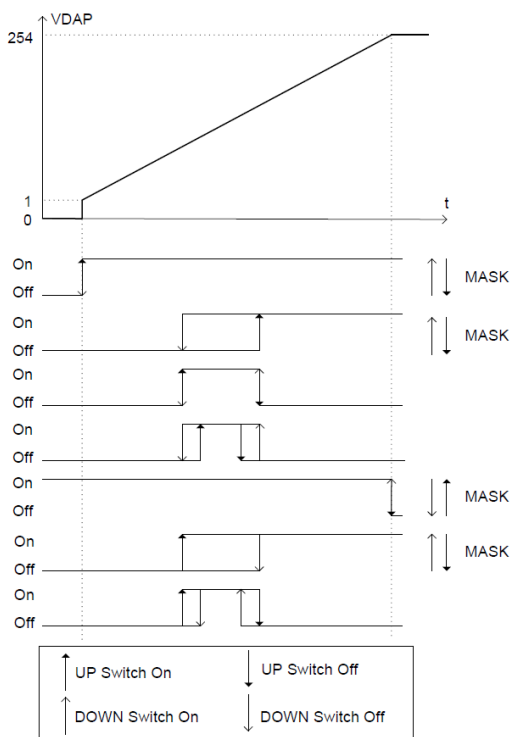 VDAP
254
1
0
t
On
Off
MASK
On
Off
MASK
On
Off
On
Off
On
Off
MASK
On
Off
MASK
On
Off
UP Switch On
UP Switch Off
DOWN Switch On
DOWN Switch Off